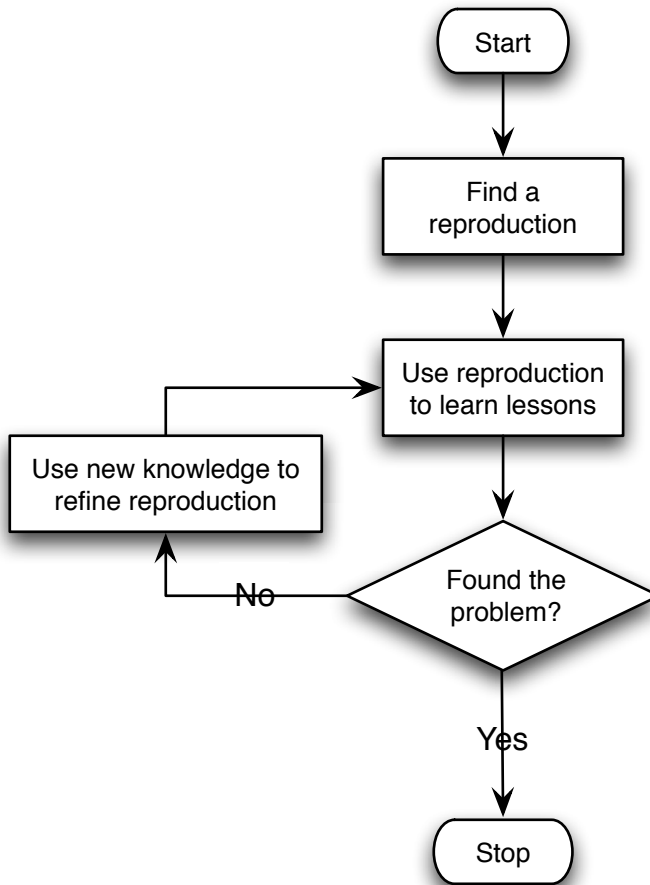 Start
Find a
reproduction
Use reproduction
to learn lessons
Use new knowledge to
refine reproduction
Found the
problem?
No
Yes
Stop